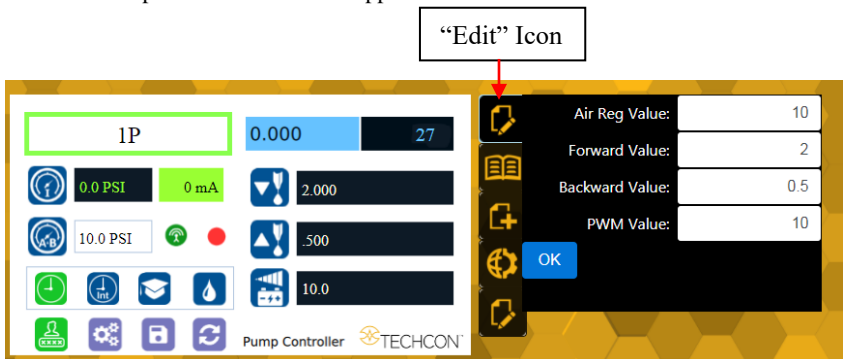 “Edit” Icon
1P
0.000 27
0.0 PSI 0 mA
2.000
A-B
10.0 PSI
.500
Int
10.0
Pump Controller TECHCON
Air Reg Value: 10
Forward Value: 2
Backward Value: 0.5
PWM Value: 10
OK